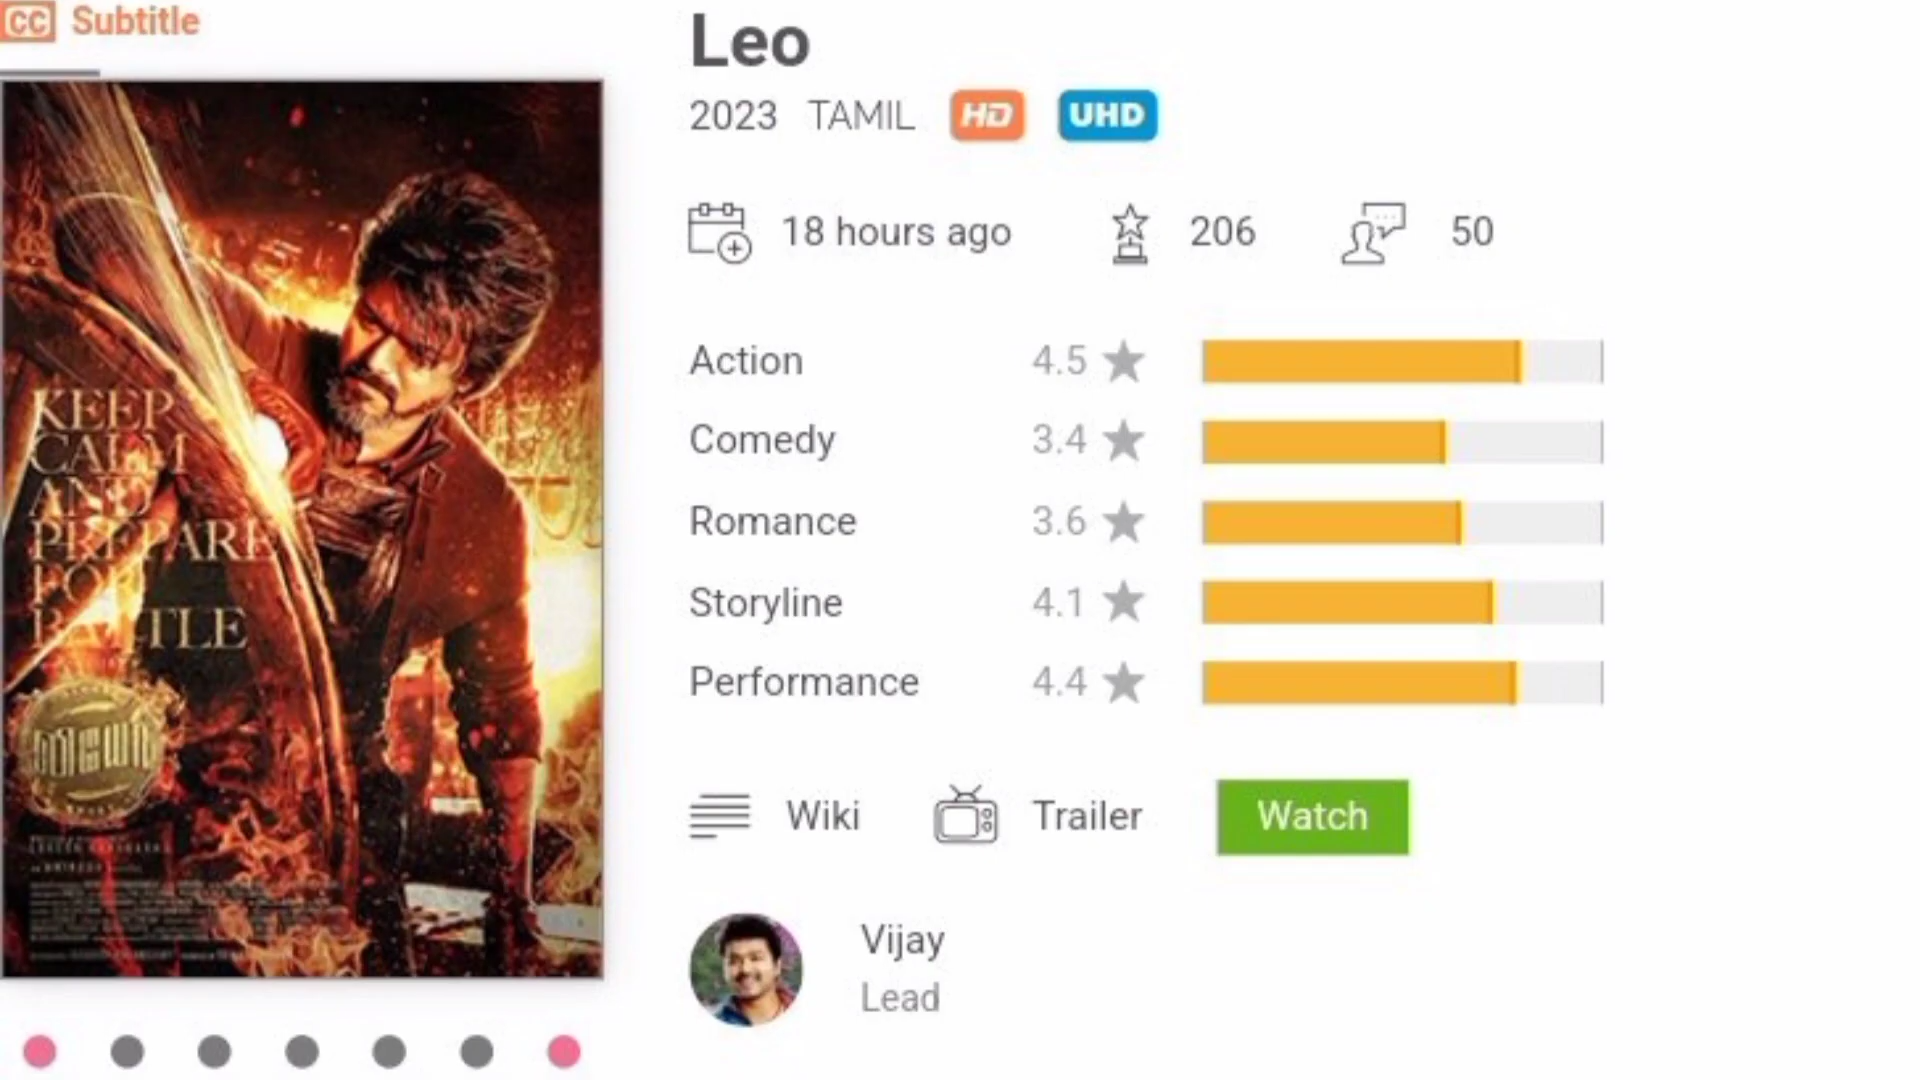 CC Subtitle
Leo
2023 TAMIL HD UHD
18 hours ago 206 50
Action 4.5
Comedy 3.4
Romance 3.6
Storyline 4.1
Performance 4.4
Wiki Trailer Watch
Vijay
Lead
KEEP
CALM
AND
PREPARE
FOR
BATTLE
லியோ